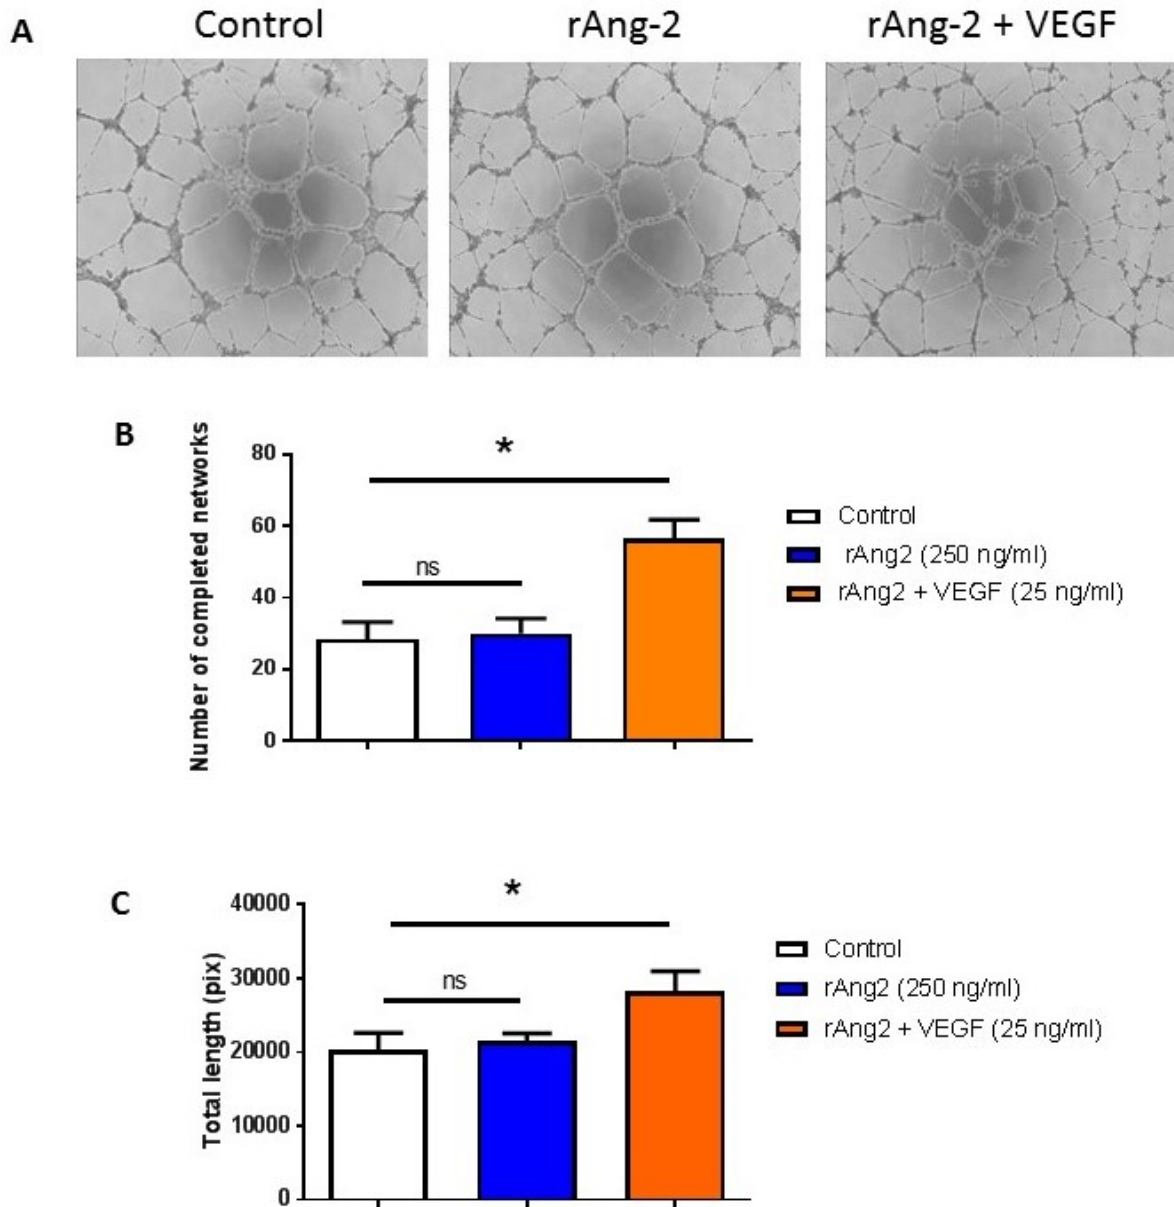 A
Control rAng-2 rAng-2 + VEGF
B
Number of completed networks
80
60
40
20
0
*
ns
Control
rAng2 (250 ng/ml)
rAng2 + VEGF (25 ng/ml)
C
Total length (pix)
40000
30000
20000
10000
0
*
ns
Control
rAng2 (250 ng/ml)
rAng2 + VEGF (25 ng/ml)